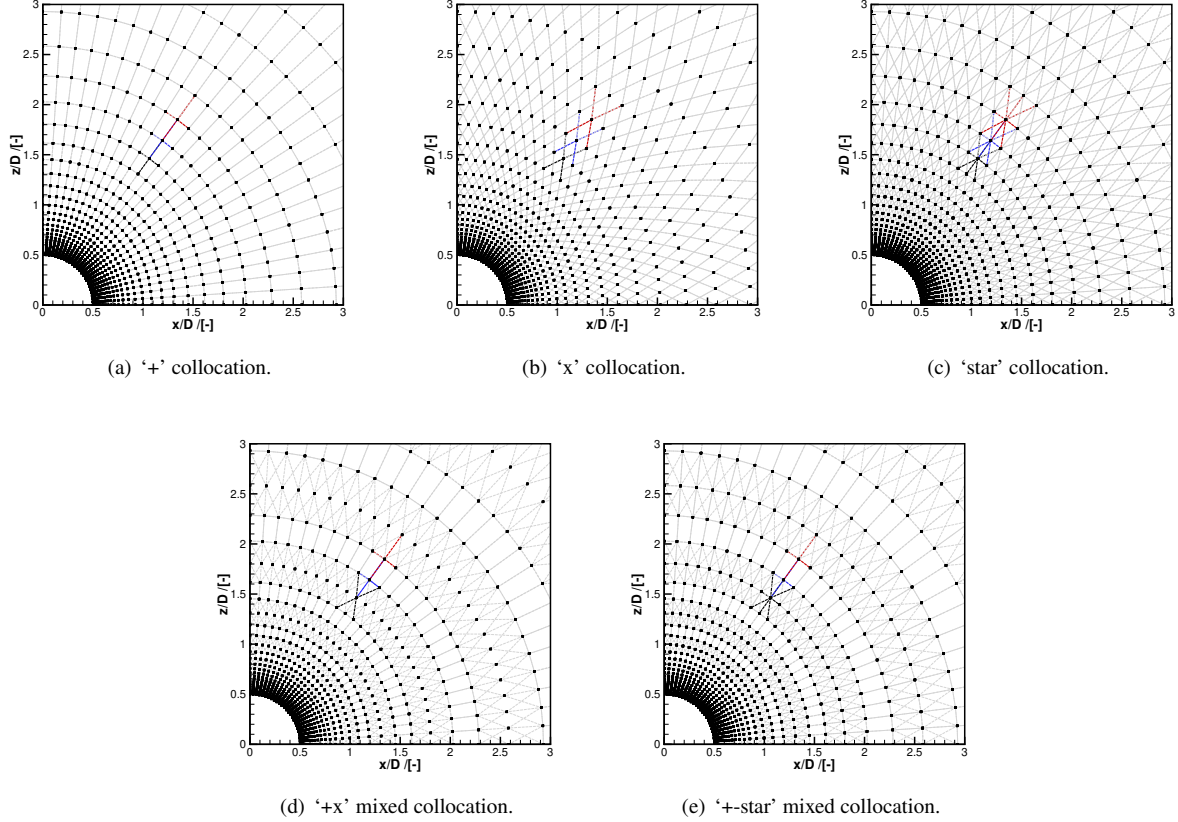 3
2.5
2
1.5
1
0.5
0
z/D /[-]
0 0.5 1 1.5 2 2.5 3
x/D /[-]
(a) ‘+’ collocation.
3
2.5
2
1.5
1
0.5
0
z/D /[-]
0 0.5 1 1.5 2 2.5 3
x/D /[-]
(b) ‘x’ collocation.
3
2.5
2
1.5
1
0.5
0
z/D /[-]
0 0.5 1 1.5 2 2.5 3
x/D /[-]
(c) ‘star’ collocation.
3
2.5
2
1.5
1
0.5
0
z/D /[-]
0 0.5 1 1.5 2 2.5 3
x/D /[-]
(d) ‘+x’ mixed collocation.
3
2.5
2
1.5
1
0.5
0
z/D /[-]
0 0.5 1 1.5 2 2.5 3
x/D /[-]
(e) ‘+-star’ mixed collocation.